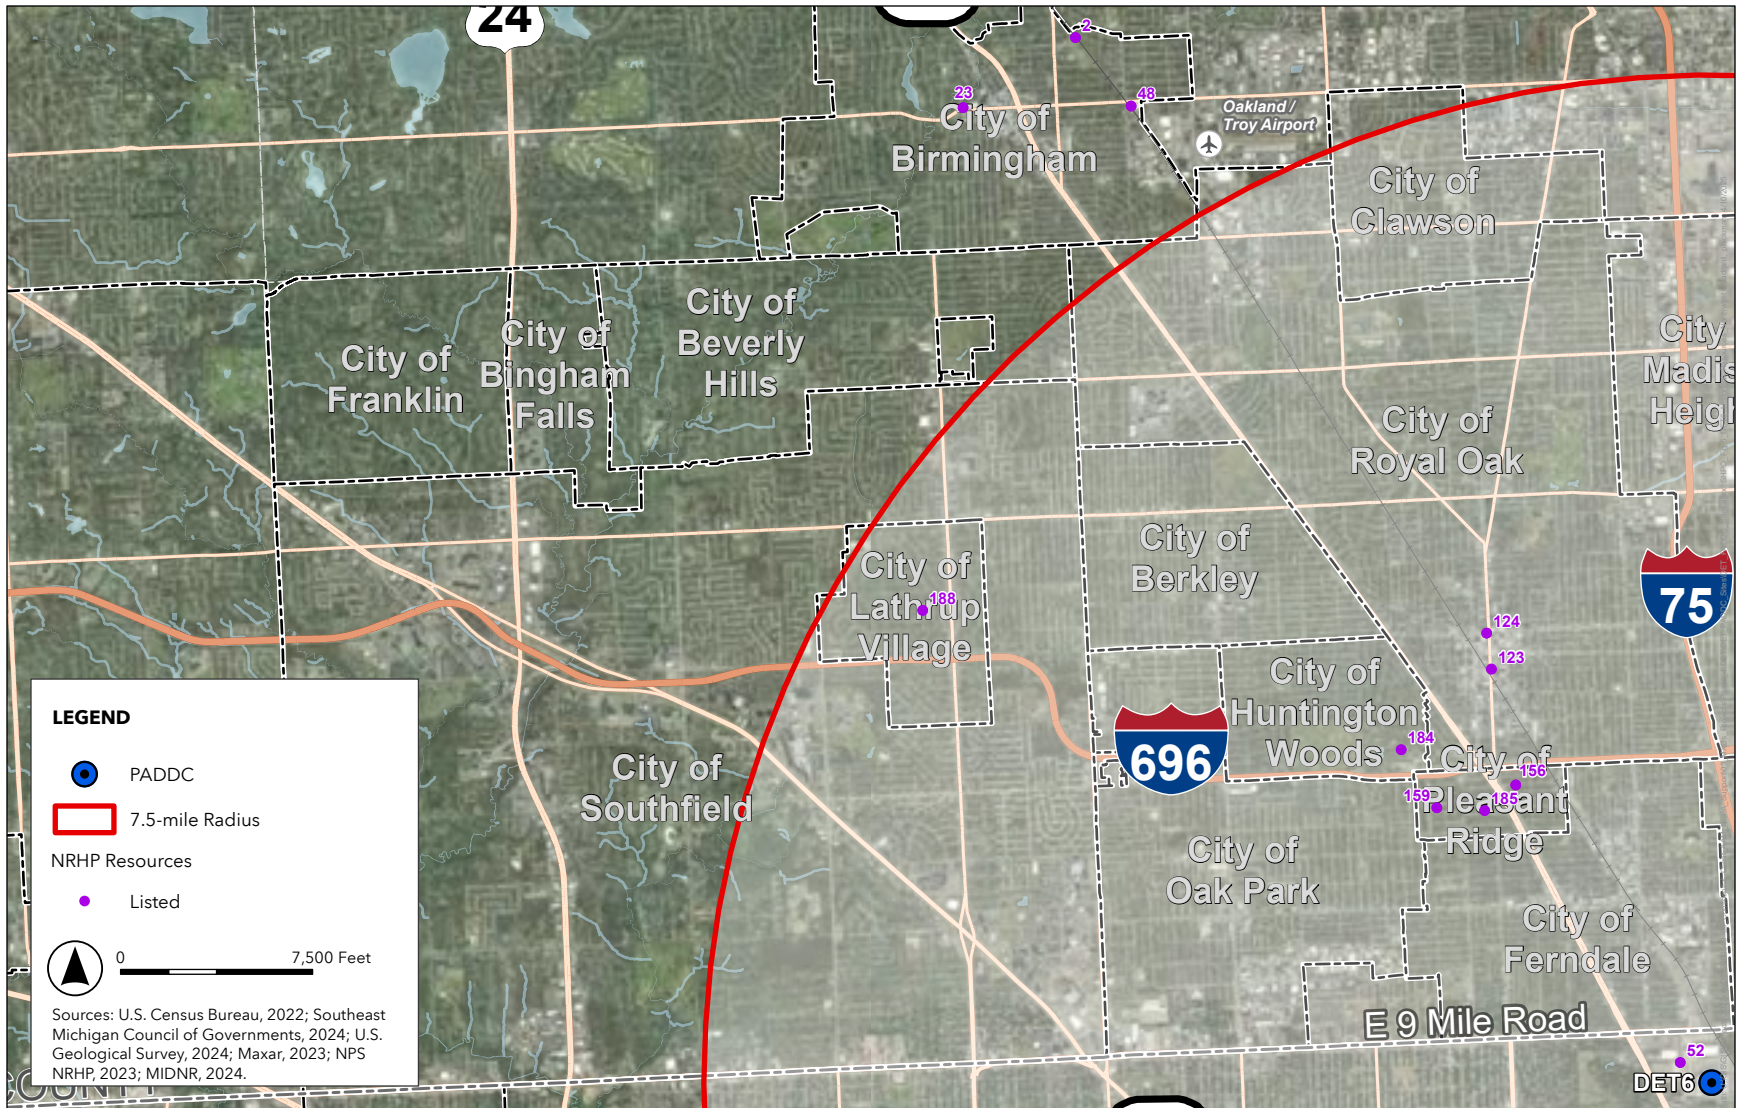 24
2
23
48
Oakland /
Troy Airport
City of
Birmingham
City of
Clawson
City of
Beverly
Hills
City of
Bingham
Falls
City of
Franklin
City
Madis
Heigh
City of
Royal Oak
City of
Berkley
City of
Lathrup
Village
188
75
124
123
City of
Huntington
Woods
184
696
City of
Pleasant
Ridge
156
159
185
City of
Southfield
City of
Oak Park
City of
Ferndale
E 9 Mile Road
52
DET6
LEGEND
PADDC
7.5-mile Radius
NRHP Resources
Listed
0 7,500 Feet
Sources: U.S. Census Bureau, 2022; Southeast
Michigan Council of Governments, 2024; U.S.
Geological Survey, 2024; Maxar, 2023; NPS
NRHP, 2023; MIDNR, 2024.
COUNTY